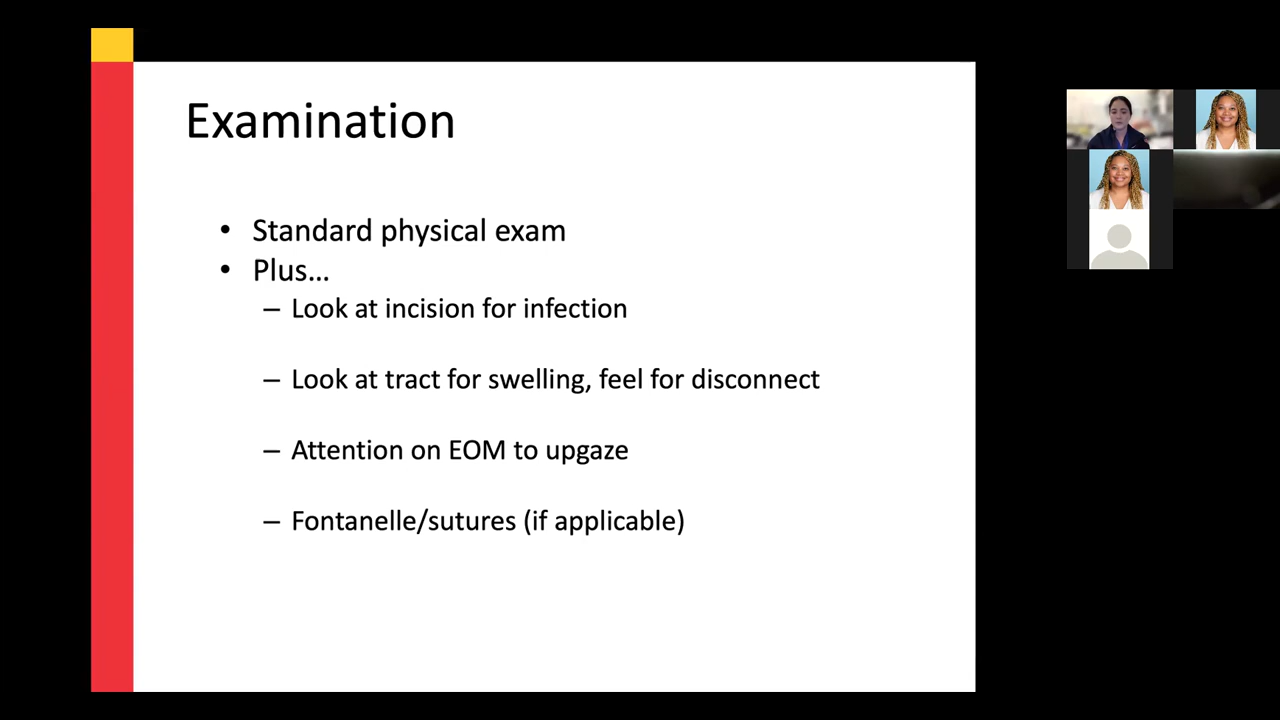 Examination
• Standard physical exam
• Plus…
– Look at incision for infection
– Look at tract for swelling, feel for disconnect
– Attention on EOM to upgaze
– Fontanelle/sutures (if applicable)